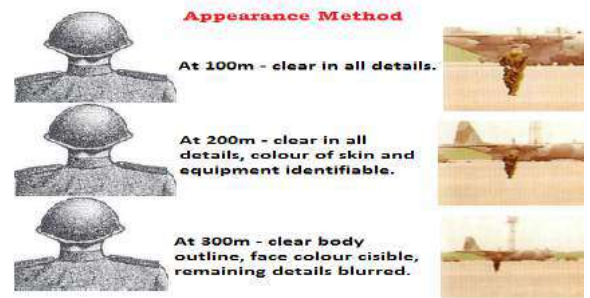 Appearance Method
At 100m - clear in all details.
At 200m - clear in all
details, colour of skin and
equipment identifiable.
At 300m - clear body
outline, face colour cisible,
remaining details blurred.